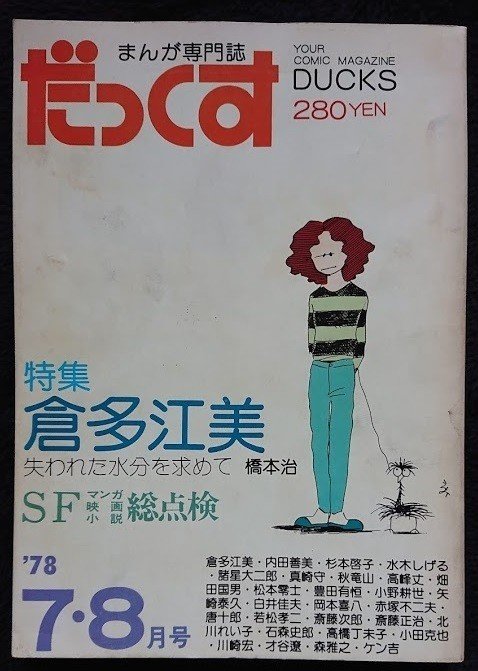 まんが専門誌
だっくす
YOUR
COMIC MAGAZINE
DUCKS
280YEN
特集
倉多江美
失われた水分を求めて 橋本治
SFマンガ映画小説総点検
'78
7・8月号
倉多江美・内田善美・杉本啓子・水木しげる
・諸星大二郎・真崎守・秋竜山・高峰丈・畑
田国男・松本零士・豊田有恒・小野耕世・矢
崎泰久・白井佳夫・岡本喜八・赤塚不二夫・
唐十郎・若松孝二・斎藤次郎・斎藤正治・北
川れい子・石森史郎・高橋丁未子・小田克也
・川崎宏・才谷遼・森雅之・ケン吉